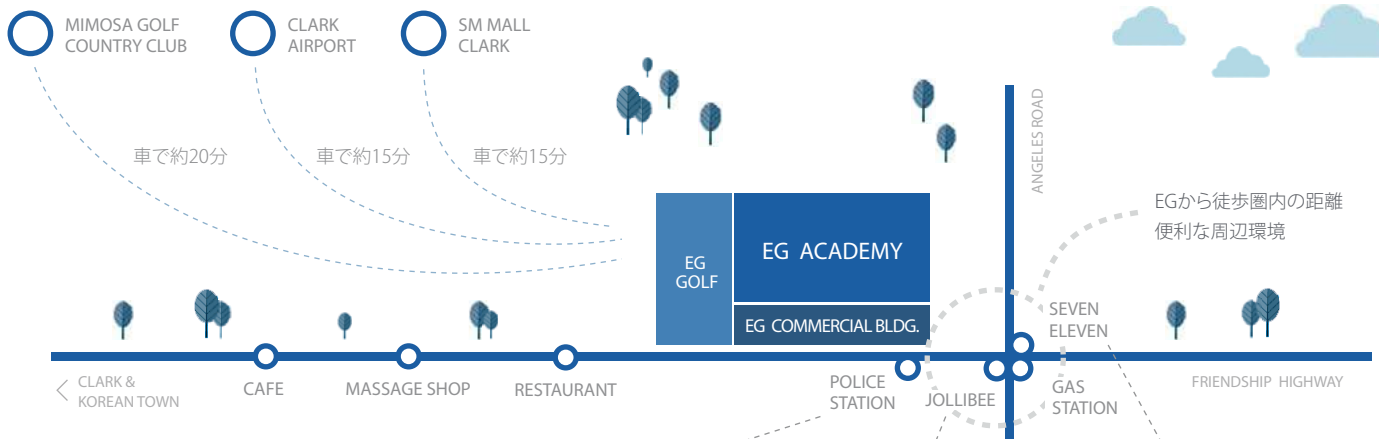 MIMOSA GOLF
COUNTRY CLUB
CLARK
AIRPORT
SM MALL
CLARK
車で約20分
車で約15分
車で約15分
ANGELES ROAD
EGから徒歩圏内の距離
便利な周辺環境
EG
GOLF
EG ACADEMY
EG COMMERCIAL BLDG.
SEVEN
ELEVEN
CLARK &
KOREAN TOWN
CAFE
MASSAGE SHOP
RESTAURANT
POLICE
STATION
JOLLIBEE
GAS
STATION
FRIENDSHIP HIGHWAY